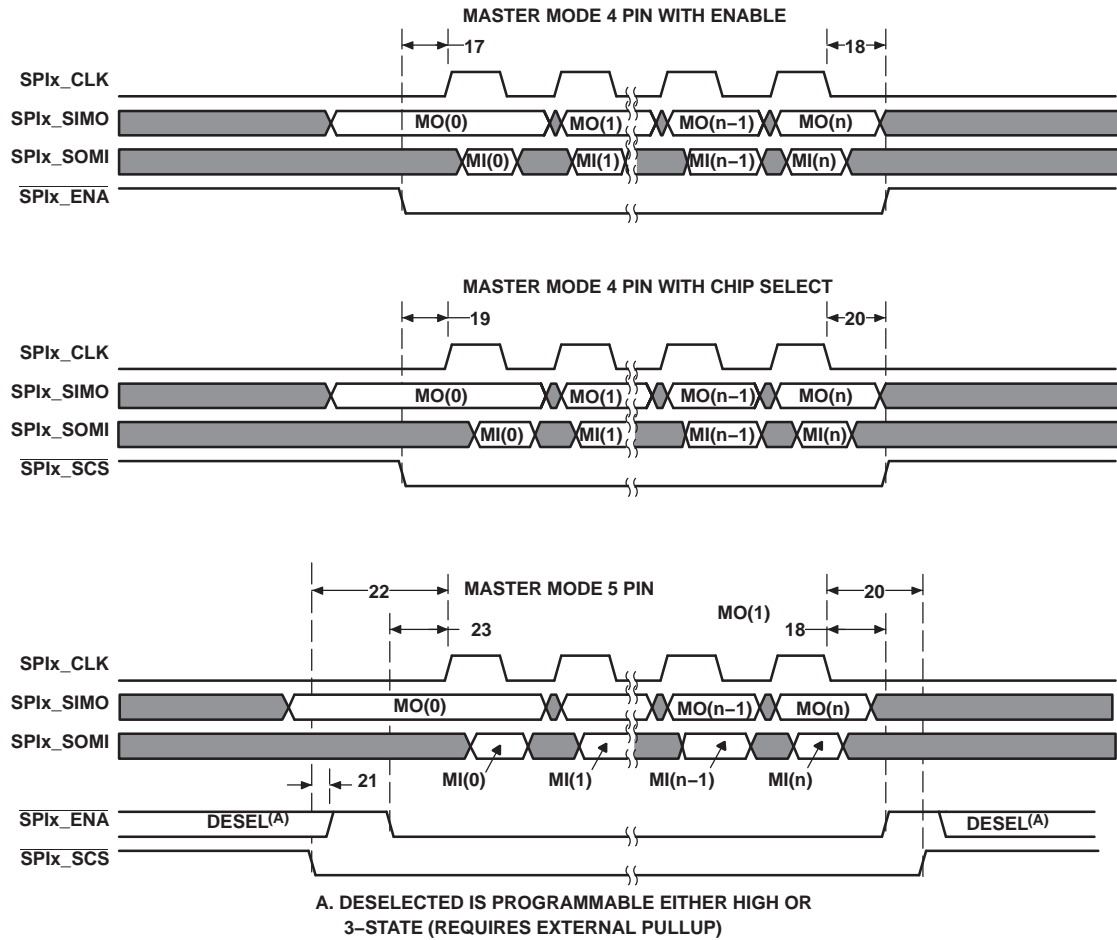 MASTER MODE 4 PIN WITH ENABLE
17
18
SPIx_CLK
SPIx_SIMO
MO(0)
MO(1)
MO(n−1)
MO(n)
SPIx_SOMI
MI(0)
MI(1)
MI(n−1)
MI(n)
SPIx_ENA
MASTER MODE 4 PIN WITH CHIP SELECT
19
20
SPIx_CLK
SPIx_SIMO
MO(0)
MO(1)
MO(n−1)
MO(n)
SPIx_SOMI
MI(0)
MI(1)
MI(n−1)
MI(n)
SPIx_SCS
22
MASTER MODE 5 PIN
20
MO(1)
23
18
SPIx_CLK
SPIx_SIMO
MO(0)
MO(n−1)
MO(n)
SPIx_SOMI
MI(0)
MI(1)
MI(n−1)
MI(n)
21
SPIx_ENA
DESEL(A)
DESEL(A)
SPIx_SCS
A. DESELECTED IS PROGRAMMABLE EITHER HIGH OR
3−STATE (REQUIRES EXTERNAL PULLUP)